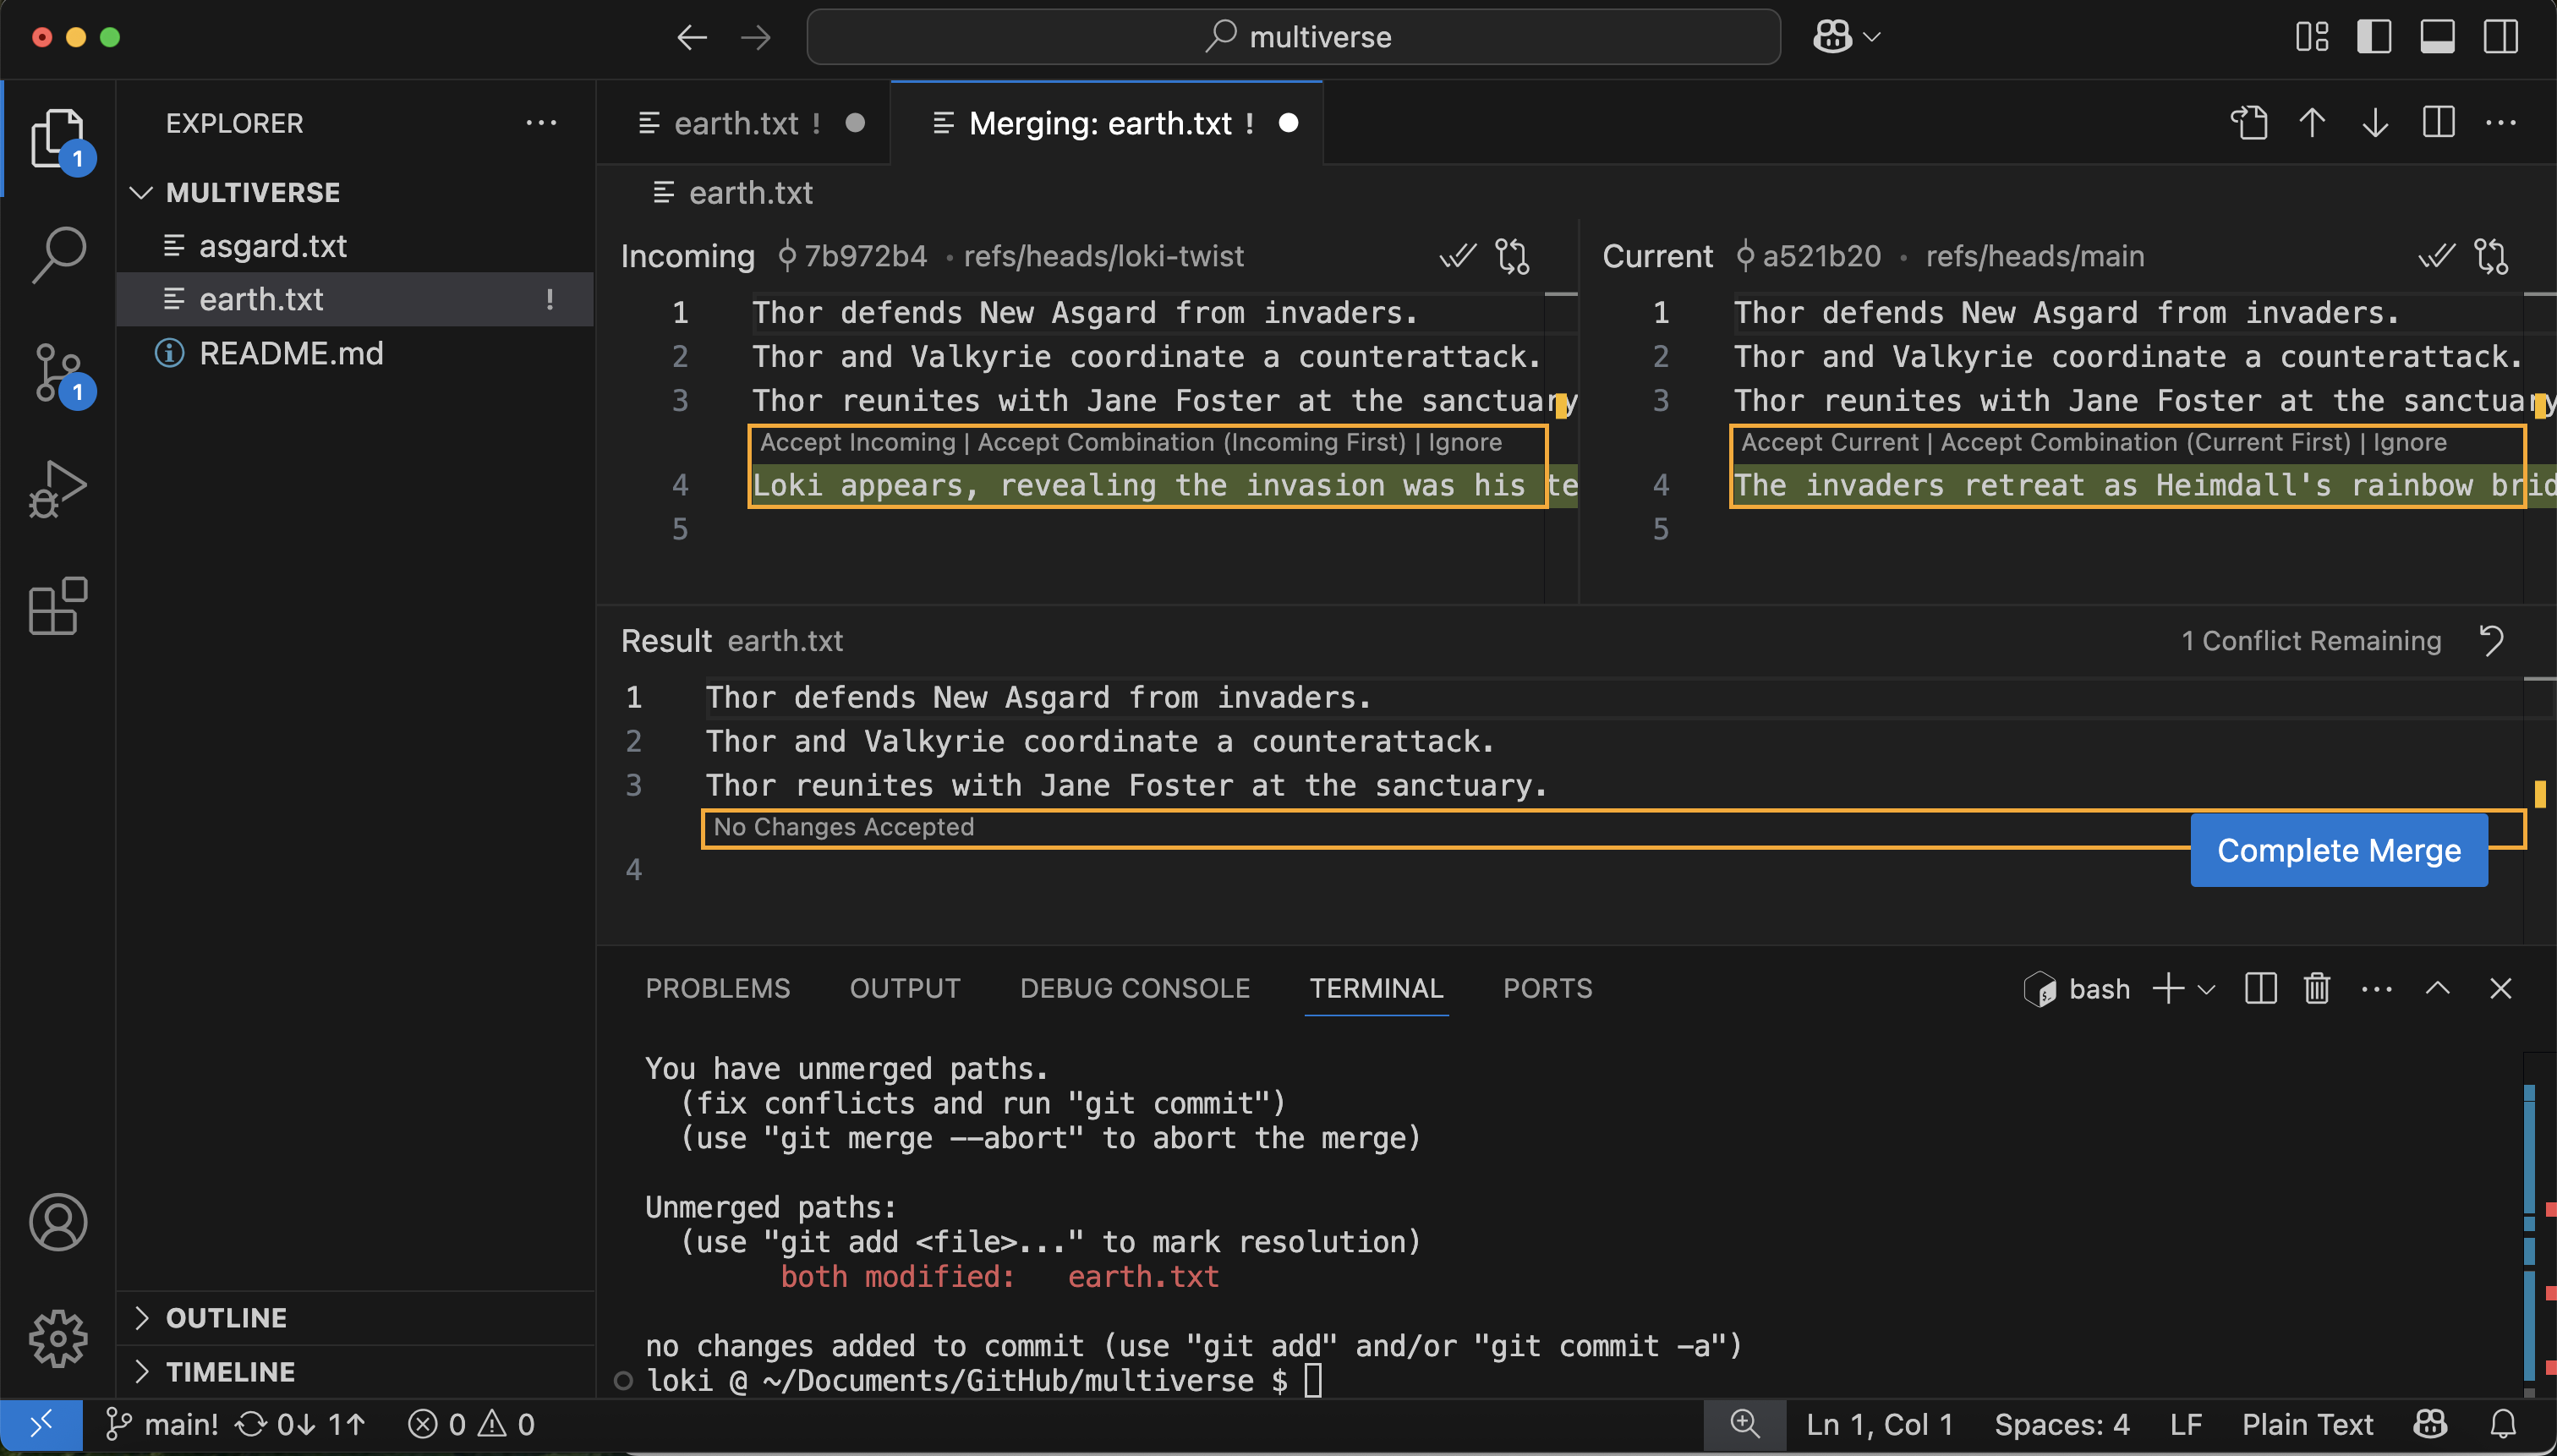 multiverse
1
EXPLORER
MULTIVERSE
asgard.txt
earth.txt !
README.md
1
OUTLINE
TIMELINE
earth.txt !
Merging: earth.txt !
earth.txt
Incoming 7b972b4 • refs/heads/loki-twist
1 Thor defends New Asgard from invaders.
2 Thor and Valkyrie coordinate a counterattack.
3 Thor reunites with Jane Foster at the sanctuary
Accept Incoming | Accept Combination (Incoming First) | Ignore
4 Loki appears, revealing the invasion was his te
5
Current a521b20 • refs/heads/main
1 Thor defends New Asgard from invaders.
2 Thor and Valkyrie coordinate a counterattack.
3 Thor reunites with Jane Foster at the sanctuary
Accept Current | Accept Combination (Current First) | Ignore
4 The invaders retreat as Heimdall's rainbow brid
5
Result earth.txt
1 Conflict Remaining
1 Thor defends New Asgard from invaders.
2 Thor and Valkyrie coordinate a counterattack.
3 Thor reunites with Jane Foster at the sanctuary.
No Changes Accepted
4
Complete Merge
PROBLEMS OUTPUT DEBUG CONSOLE TERMINAL PORTS
bash
You have unmerged paths.
(fix conflicts and run "git commit")
(use "git merge --abort" to abort the merge)
Unmerged paths:
(use "git add <file>..." to mark resolution)
both modified: earth.txt
no changes added to commit (use "git add" and/or "git commit -a")
loki @ ~/Documents/GitHub/multiverse $
main! 0↓ 1↑ 0 0
Ln 1, Col 1 Spaces: 4 LF Plain Text